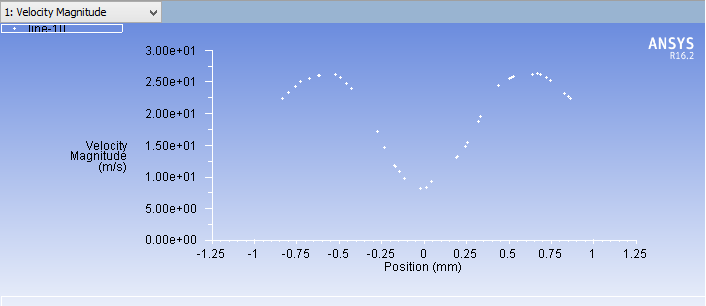 1: Velocity Magnitude
line-10
ANSYS
R16.2
3.00e+01
2.50e+01
2.00e+01
1.50e+01
1.00e+01
5.00e+00
0.00e+00
Velocity
Magnitude
(m/s)
-1.25 -1 -0.75 -0.5 -0.25 0 0.25 0.5 0.75 1 1.25
Position (mm)